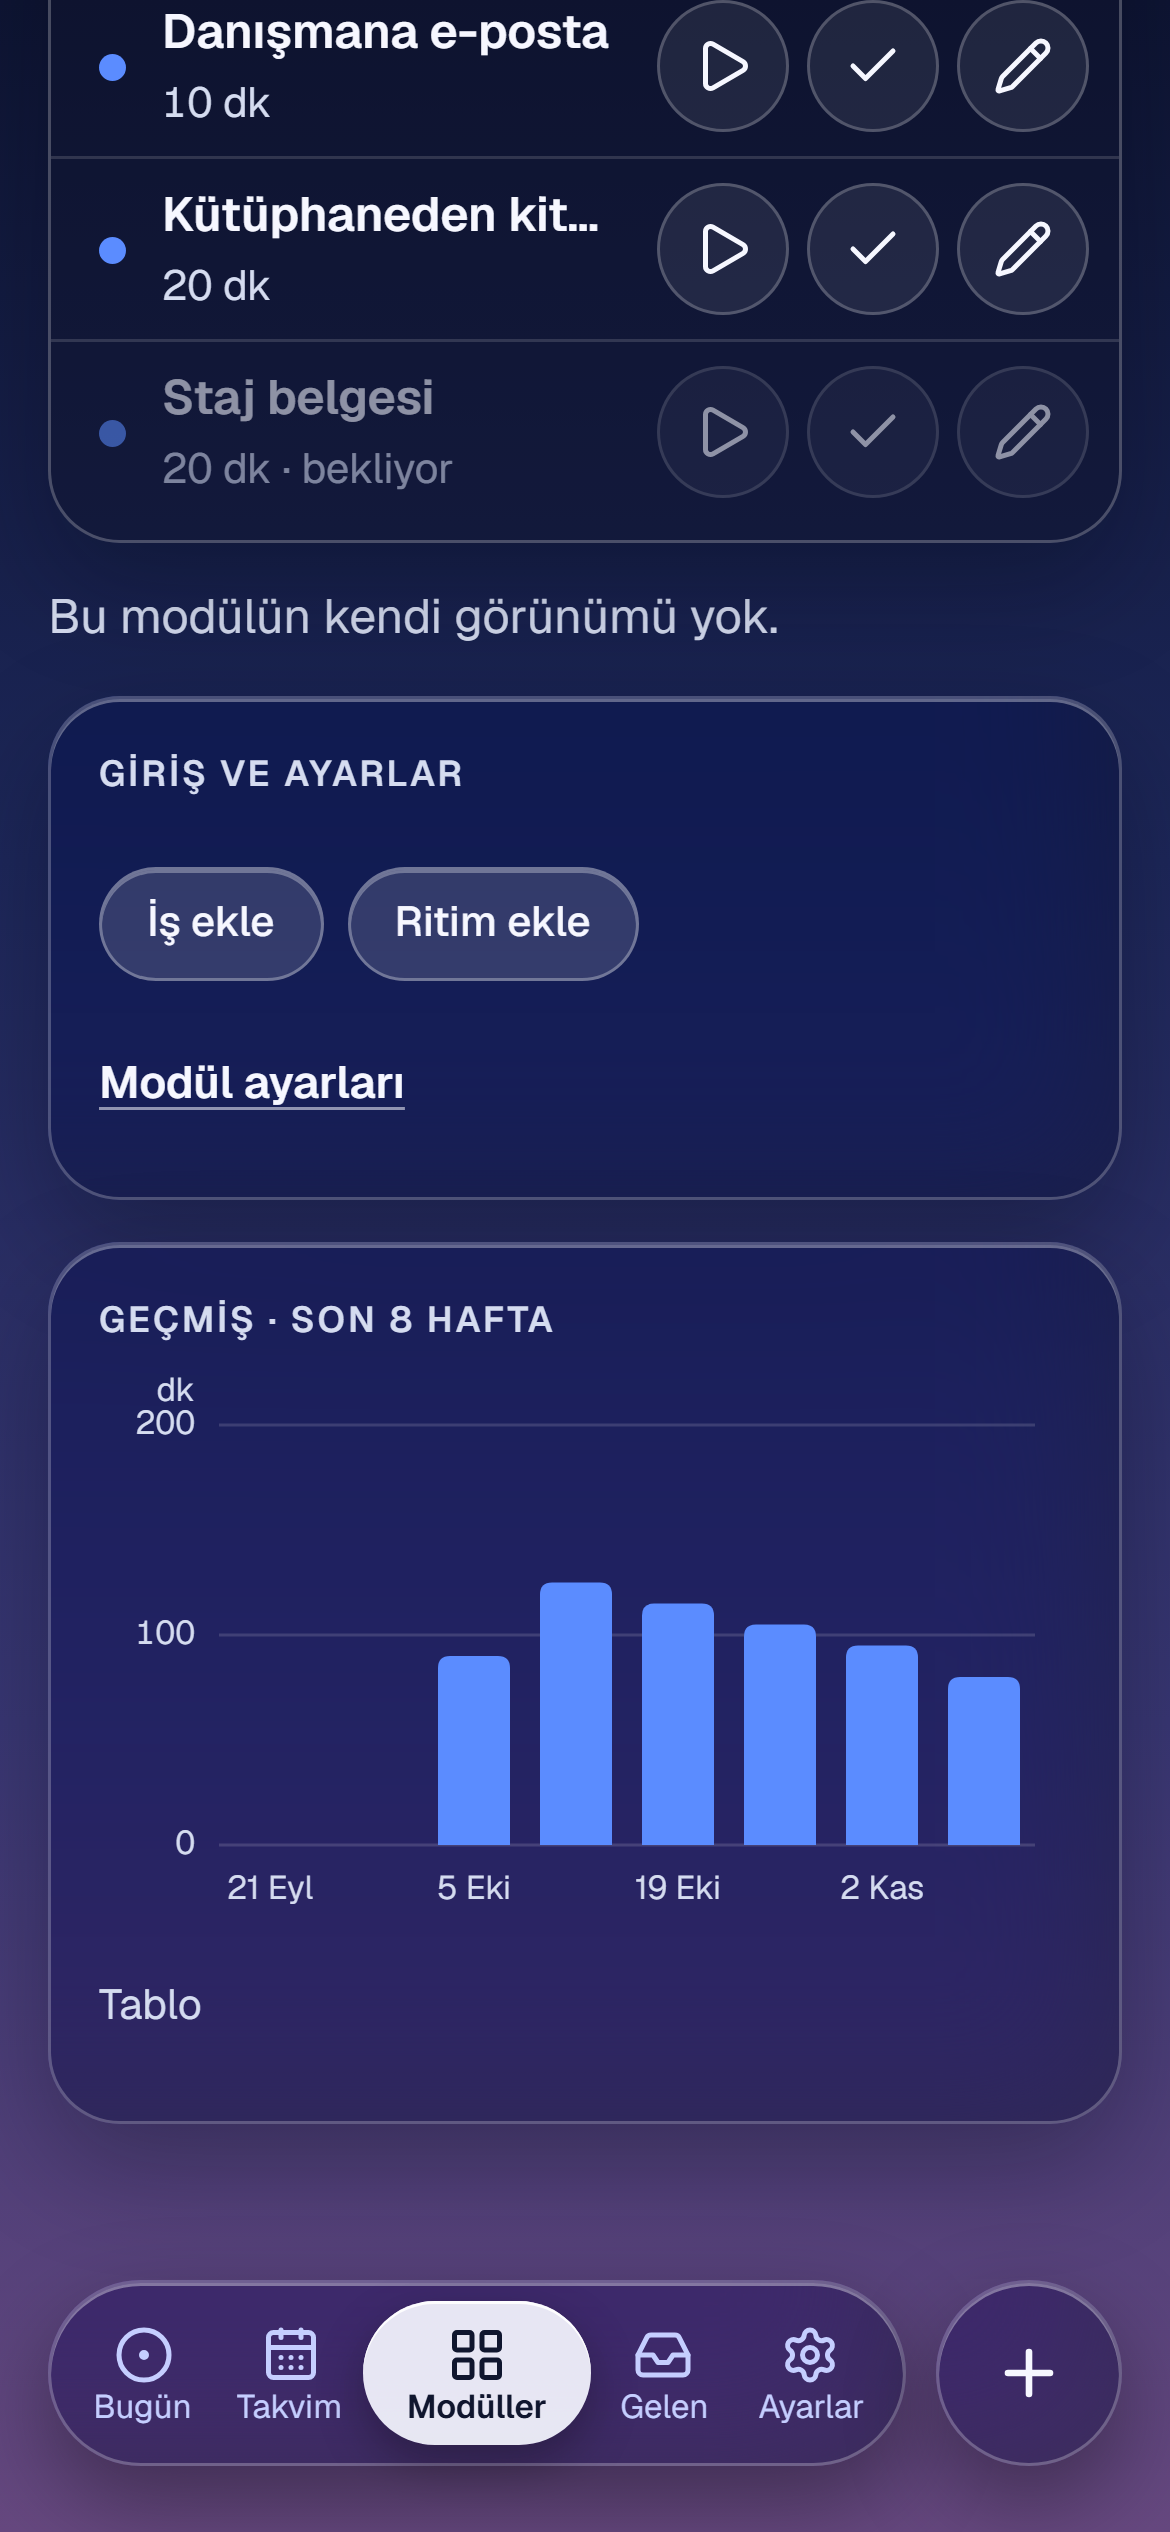 Danışmana e-posta
10 dk
Kütüphaneden kit...
20 dk
Staj belgesi
20 dk · bekliyor
Bu modülün kendi görünümü yok.
GİRİŞ VE AYARLAR
İş ekle
Ritim ekle
Modül ayarları
GEÇMİŞ · SON 8 HAFTA
dk
200
100
0
21 Eyl
5 Eki
19 Eki
2 Kas
Tablo
Bugün
Takvim
Modüller
Gelen
Ayarlar